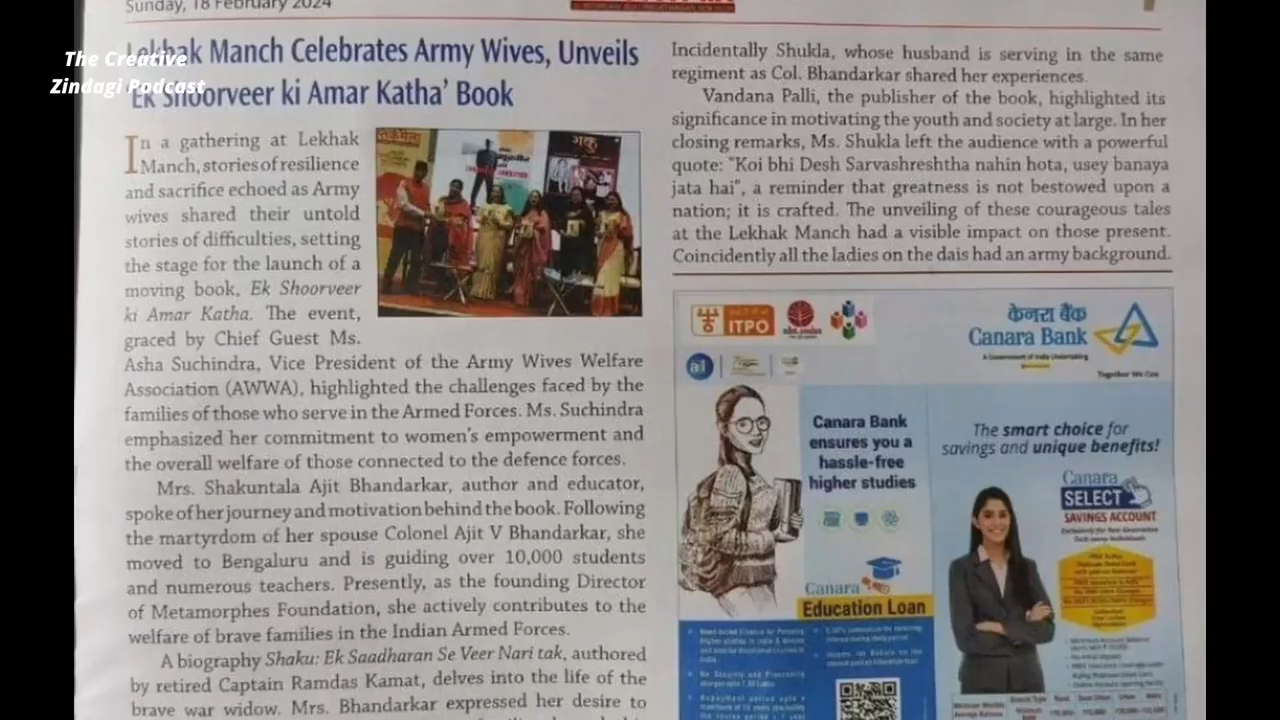 Sunday, 18 February 2024
The Creative
Zindagi Podcast
Lekhak Manch Celebrates Army Wives, Unveils
'Ek Shoorveer ki Amar Katha' Book
In a gathering at Lekhak
Manch, stories of resilience
and sacrifice echoed as Army
wives shared their untold
stories of difficulties, setting
the stage for the launch of a
moving book, Ek Shoorveer
ki Amar Katha. The event,
graced by Chief Guest Ms.
Asha Suchindra, Vice President of the Army Wives Welfare
Association (AWWA), highlighted the challenges faced by the
families of those who serve in the Armed Forces. Ms. Suchindra
emphasized her commitment to women's empowerment and
the overall welfare of those connected to the defence forces.
Mrs. Shakuntala Ajit Bhandarkar, author and educator,
spoke of her journey and motivation behind the book. Following
the martyrdom of her spouse Colonel Ajit V Bhandarkar, she
moved to Bengaluru and is guiding over 10,000 students
and numerous teachers. Presently, as the founding Director
of Metamorphes Foundation, she actively contributes to the
welfare of brave families in the Indian Armed Forces.
A biography Shaku: Ek Saadharan Se Veer Nari tak, authored
by retired Captain Ramdas Kamat, delves into the life of the
brave war widow. Mrs. Bhandarkar expressed her desire to
Incidentally Shukla, whose husband is serving in the same
regiment as Col. Bhandarkar shared her experiences.
Vandana Palli, the publisher of the book, highlighted its
significance in motivating the youth and society at large. In her
closing remarks, Ms. Shukla left the audience with a powerful
quote: "Koi bhi Desh Sarvashreshtha nahin hota, usey banaya
jata hai", a reminder that greatness is not bestowed upon a
nation; it is crafted. The unveiling of these courageous tales
at the Lekhak Manch had a visible impact on those present.
Coincidently all the ladies on the dais had an army background.
ITPO
केनरा बैंक
Canara Bank
A Government of India Undertaking
Together We Can
Canara Bank
ensures you a
hassle-free
higher studies
Canara
Education Loan
The smart choice for
savings and unique benefits!
Canara
SELECT
SAVINGS ACCOUNT